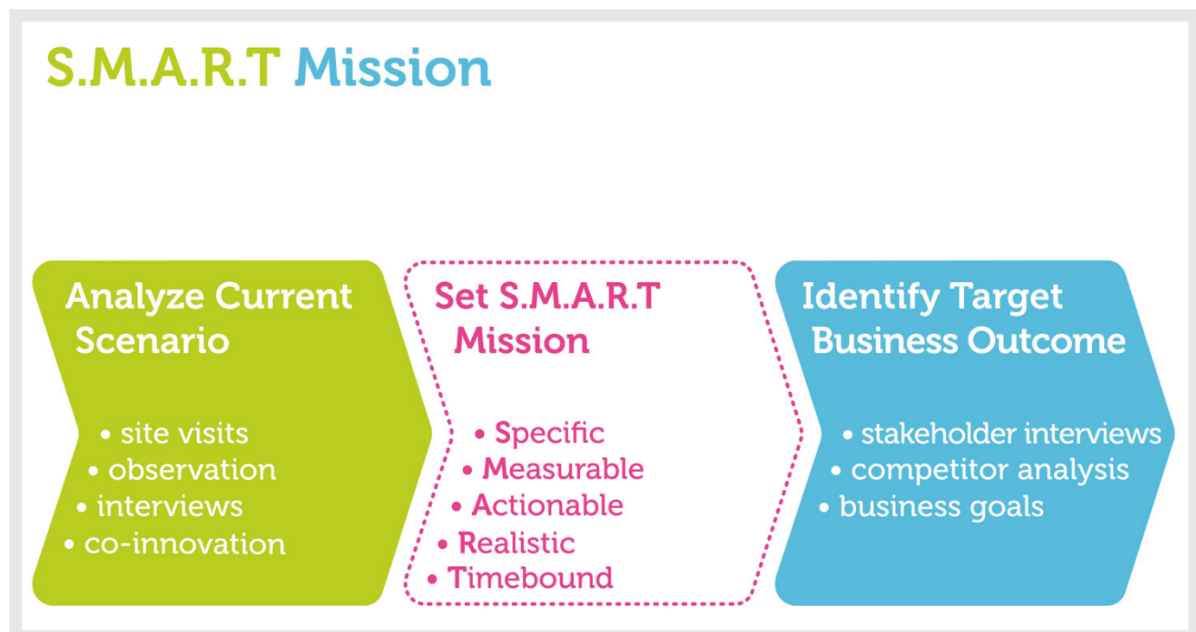 S.M.A.R.T Mission
Analyze Current
Scenario
• site visits
• observation
• interviews
• co-innovation
Set S.M.A.R.T
Mission
• Specific
• Measurable
• Actionable
• Realistic
• Timebound
Identify Target
Business Outcome
• stakeholder interviews
• competitor analysis
• business goals